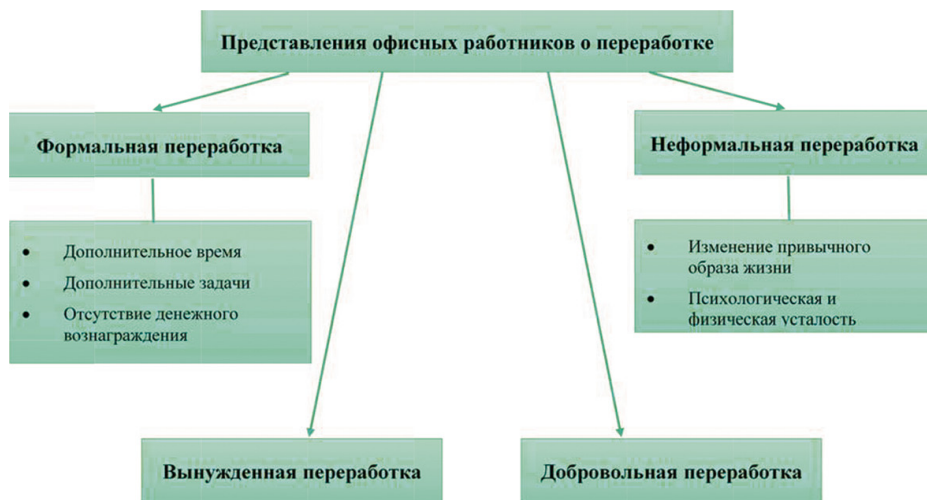 Представления офисных работников о переработке
Формальная переработка
Неформальная переработка
• Дополнительное время
• Дополнительные задачи
• Отсутствие денежного
вознаграждения
• Изменение привычного
образа жизни
• Психологическая и
физическая усталость
Вынужденная переработка
Добровольная переработка